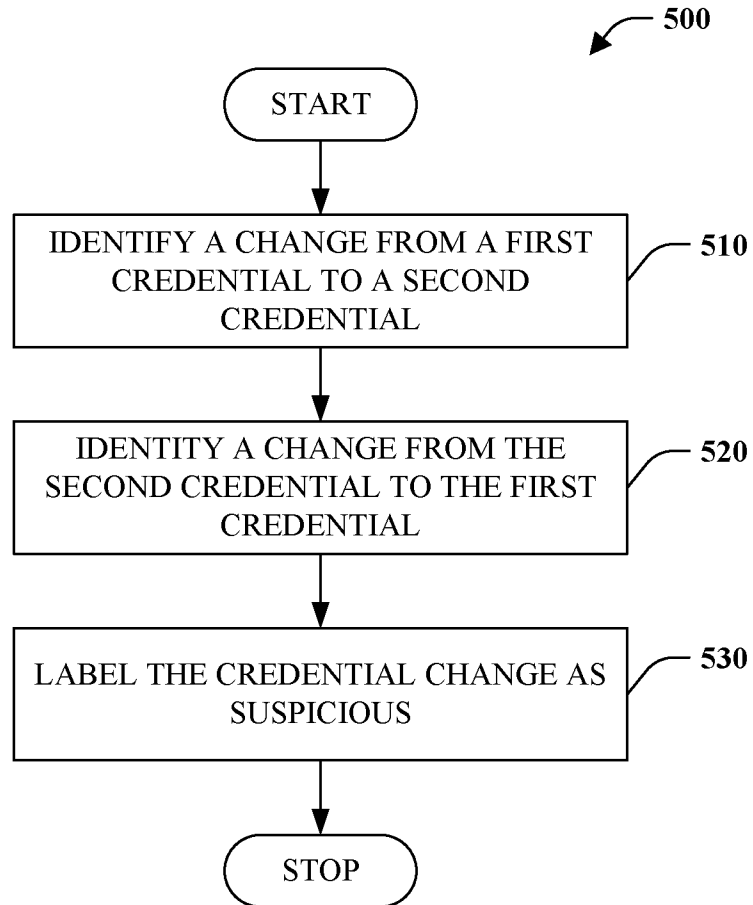 500
START
IDENTIFY A CHANGE FROM A FIRST
CREDENTIAL TO A SECOND
CREDENTIAL
510
IDENTITY A CHANGE FROM THE
SECOND CREDENTIAL TO THE FIRST
CREDENTIAL
520
LABEL THE CREDENTIAL CHANGE AS
SUSPICIOUS
530
STOP